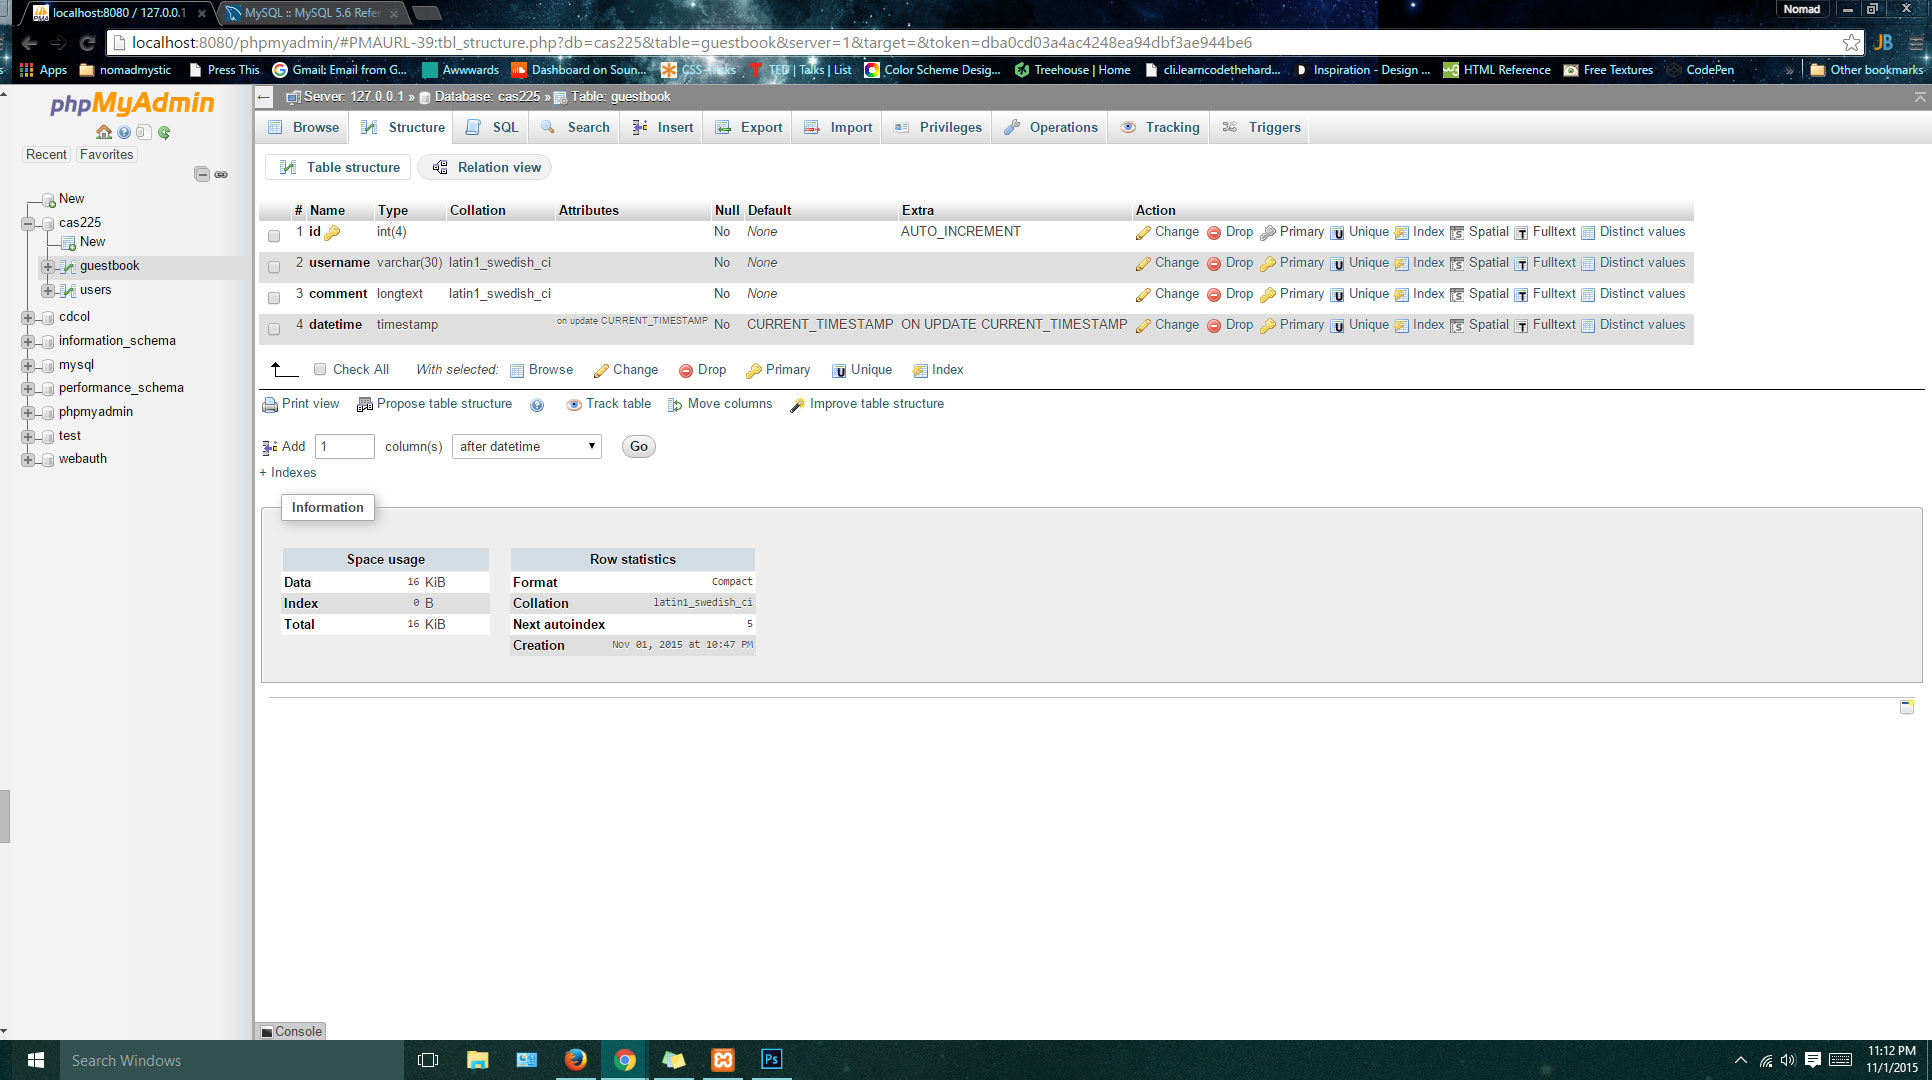 localhost:8080 / 127.0.0.1
MySQL :: MySQL 5.6 Refer
Nomad
localhost:8080/phpmyadmin/#PMAURL-39:tbl_structure.php?db=cas225&table=guestbook&server=1&target=&token=dba0cd03a4ac4248ea94dbf3ae944be6
Apps nomadmystic Press This Gmail: Email from G... Awwwards Dashboard on Soun... CSS-Tricks TED | Talks | List Color Scheme Desig... Treehouse | Home cli.learncodethehard... Inspiration - Design ... HTML Reference Free Textures CodePen » Other bookmarks
phpMyAdmin
Recent Favorites
New
cas225
New
guestbook
users
cdcol
information_schema
mysql
performance_schema
phpmyadmin
test
webauth
Server: 127.0.0.1 » Database: cas225 » Table: guestbook
Browse Structure SQL Search Insert Export Import Privileges Operations Tracking Triggers
Table structure Relation view
# Name Type Collation Attributes Null Default Extra Action
1 id int(4) No None AUTO_INCREMENT Change Drop Primary Unique Index Spatial Fulltext Distinct values
2 username varchar(30) latin1_swedish_ci No None Change Drop Primary Unique Index Spatial Fulltext Distinct values
3 comment longtext latin1_swedish_ci No None Change Drop Primary Unique Index Spatial Fulltext Distinct values
4 datetime timestamp on update CURRENT_TIMESTAMP No CURRENT_TIMESTAMP ON UPDATE CURRENT_TIMESTAMP Change Drop Primary Unique Index Spatial Fulltext Distinct values
Check All With selected: Browse Change Drop Primary Unique Index
Print view Propose table structure Track table Move columns Improve table structure
Add 1 column(s) after datetime Go
+ Indexes
Information
Space usage
Data 16 KiB
Index 0 B
Total 16 KiB
Row statistics
Format Compact
Collation latin1_swedish_ci
Next autoindex 5
Creation Nov 01, 2015 at 10:47 PM
Console
Search Windows
Ps
11:12 PM
11/1/2015